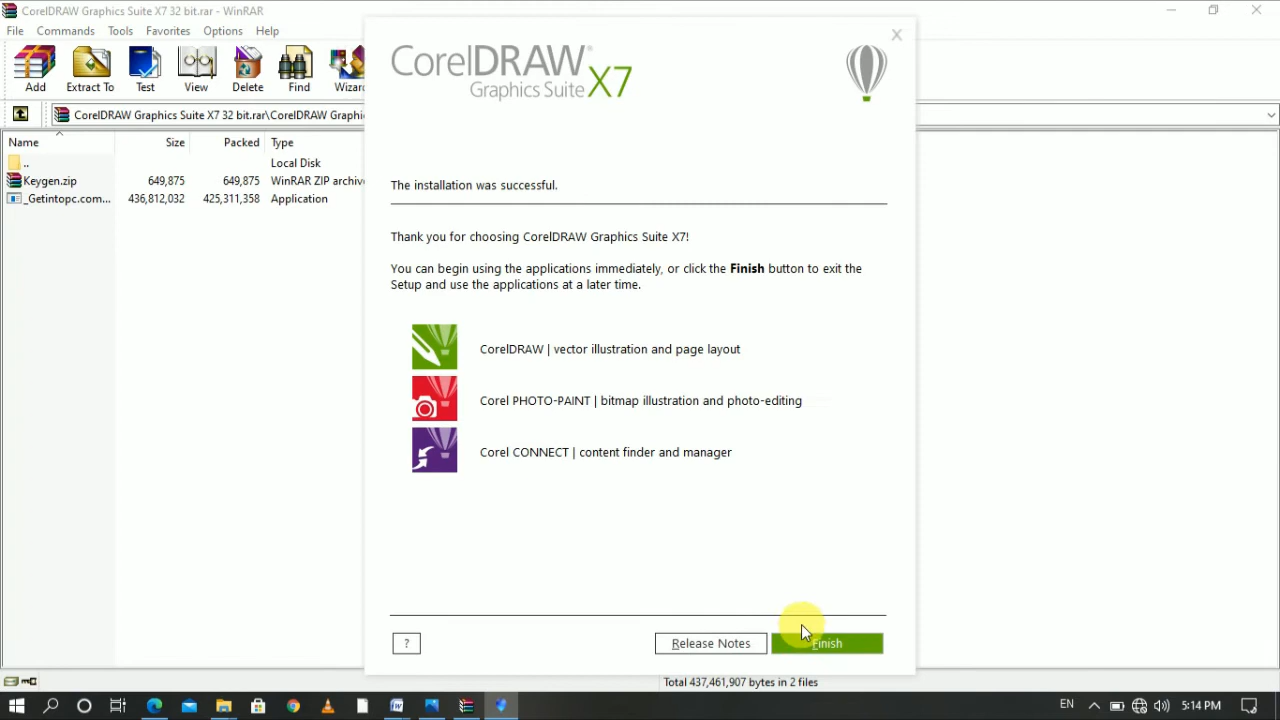 CorelDRAW Graphics Suite X7 32 bit.rar - WinRAR
File Commands Tools Favorites Options Help
Add Extract To Test View Delete Find
CorelDRAW Graphics Suite X7 32 bit.rar\CorelDRAW
Name Size Packed Type
.. Local Disk
Keygen.zip 649,875 649,875 WinRAR ZIP
_Getintopc.com... 436,812,032 425,311,358 Application
X
CorelDRAW®
Graphics Suite X7
The installation was successful.
Thank you for choosing CorelDRAW Graphics Suite X7!
You can begin using the applications immediately, or click the Finish button to exit the
Setup and use the applications at a later time.
CorelDRAW | vector illustration and page layout
Corel PHOTO-PAINT | bitmap illustration and photo-editing
Corel CONNECT | content finder and manager
? Release Notes Finish
Total 437,461,907 bytes in 2 files
EN 5:14 PM